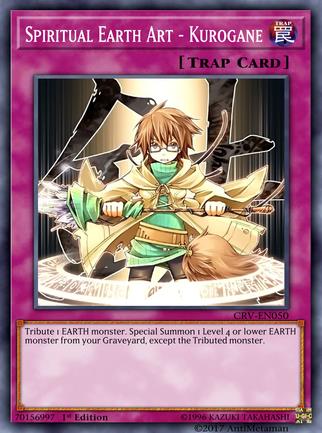 Spiritual Earth Art - Kurogane
TRAP
罠
[Trap Card]
CRV-EN050
Tribute 1 EARTH monster. Special Summon 1 Level 4 or lower EARTH
monster from your Graveyard, except the Tributed monster.
70156997 1st Edition ©1996 KAZUKI TAKAHASHI
©2017 AntiMetaman